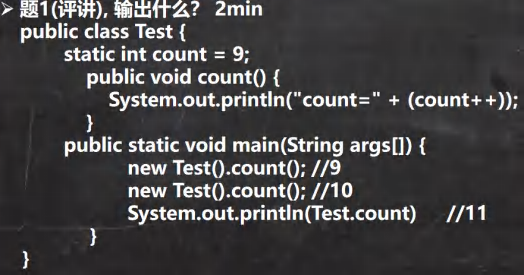 ➢ 题1(评讲), 输出什么? 2min
public class Test {
static int count = 9;
public void count() {
System.out.println("count=" + (count++));
}
public static void main(String args[]) {
new Test().count(); //9
new Test().count(); //10
System.out.println(Test.count) //11
}
}